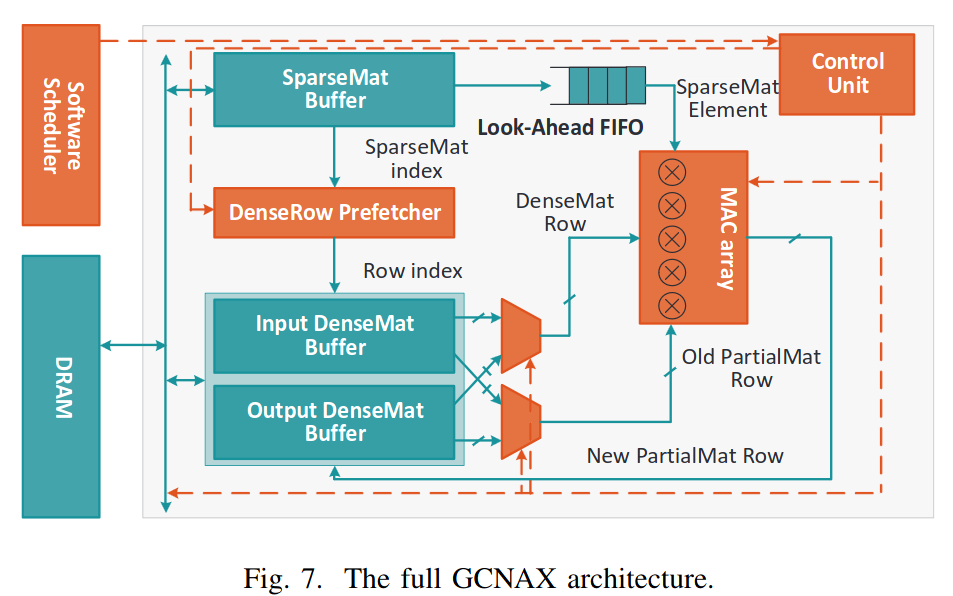 Software
Scheduler
SparseMat
Buffer
Look-Ahead FIFO
SparseMat
Element
Control
Unit
SparseMat
index
DenseRow Prefetcher
DenseMat
Row
MAC array
Row index
DRAM
Input DenseMat
Buffer
Output DenseMat
Buffer
Old PartialMat
Row
New PartialMat Row
Fig. 7. The full GCNAX architecture.